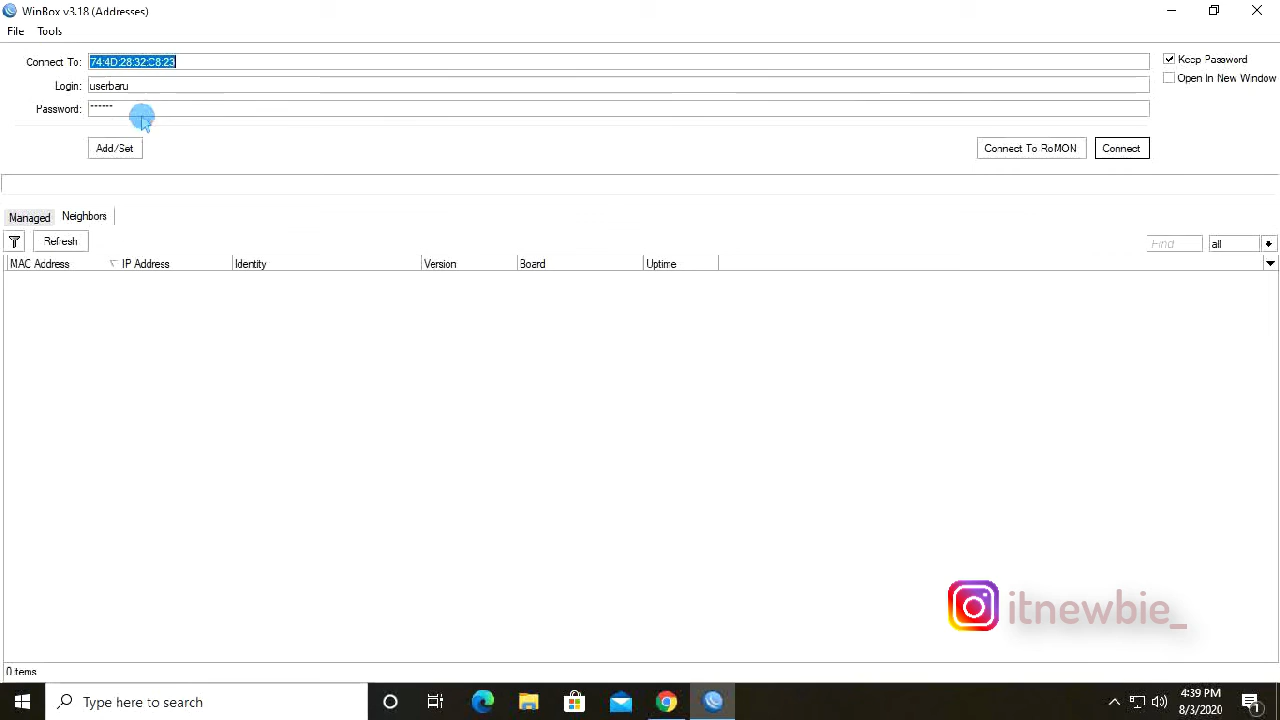 WinBox v3.18 (Addresses)
File Tools
Connect To: 74:4D:28:32:C8:23
Keep Password
Login: userbaru
Open In New Window
Password: ******
Add/Set
Connect To RoMON
Connect
Managed
Neighbors
Refresh
Find
all
MAC Address
IP Address
Identity
Version
Board
Uptime
itnewbie_
0 items
Type here to search
4:39 PM
8/3/2020
1